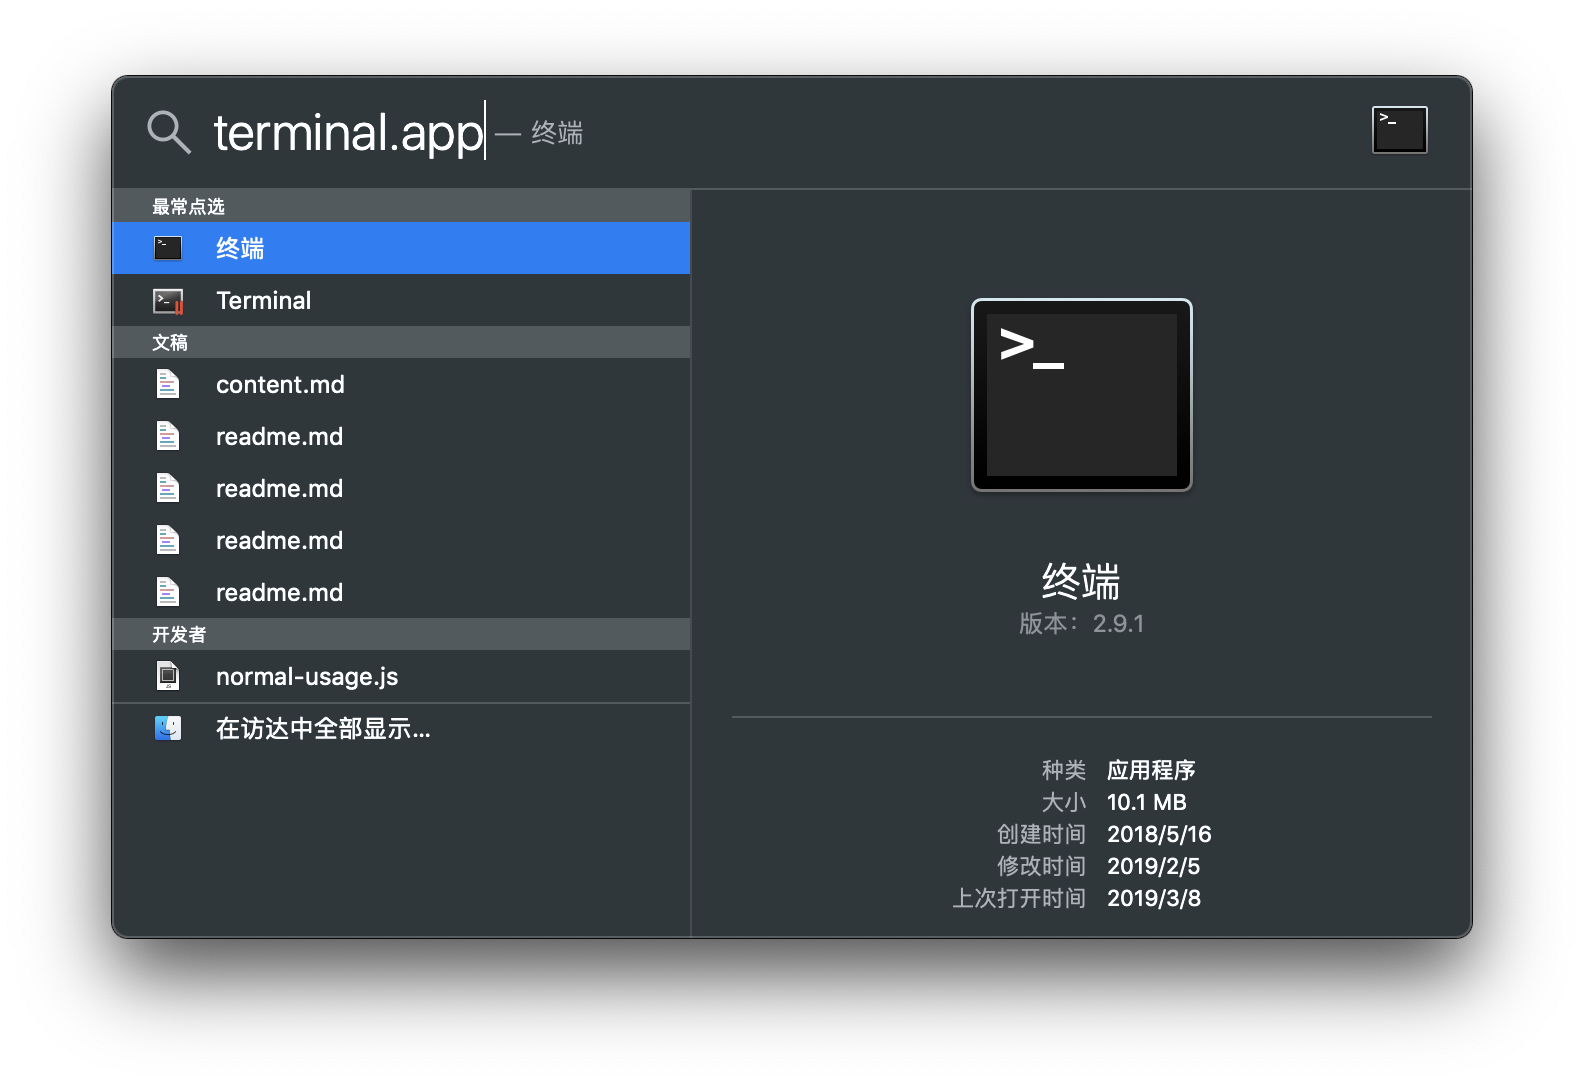 terminal.app — 终端
最常点选
终端
Terminal
文稿
content.md
readme.md
readme.md
readme.md
readme.md
开发者
normal-usage.js
在访达中全部显示...
>_
终端
版本：2.9.1
种类 应用程序
大小 10.1 MB
创建时间 2018/5/16
修改时间 2019/2/5
上次打开时间 2019/3/8